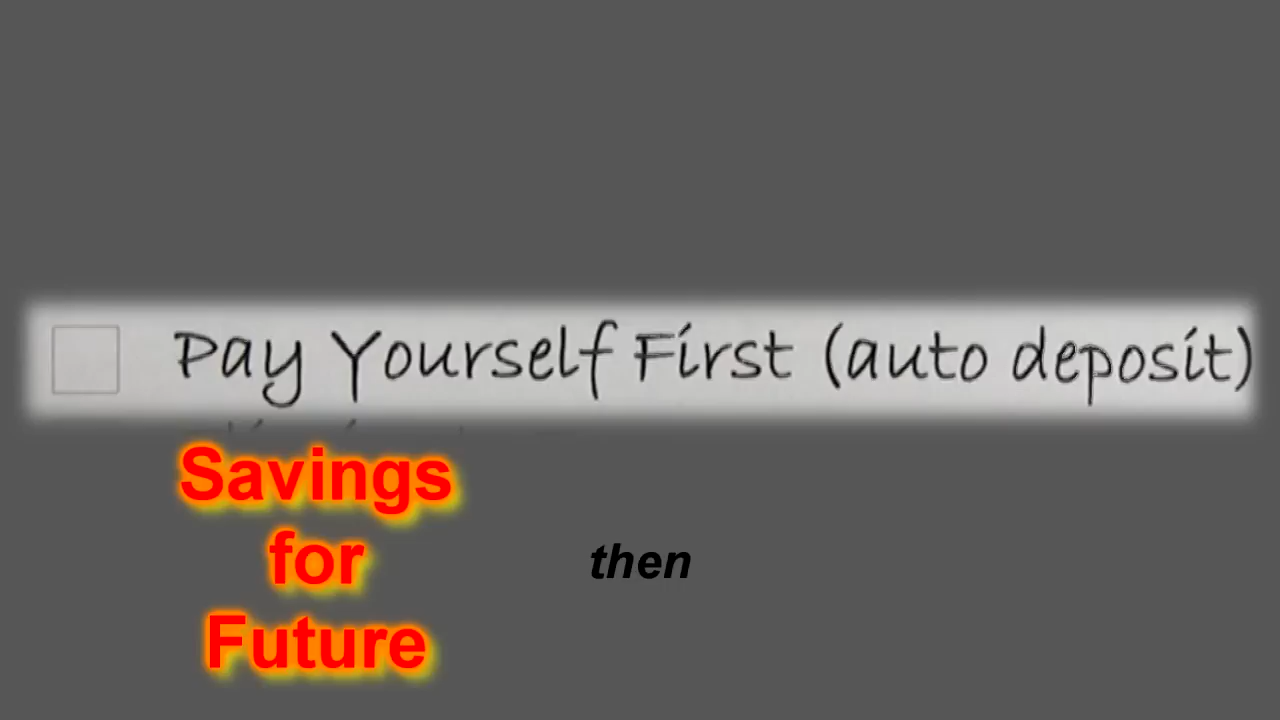 Pay Yourself First (auto deposit)
Savings
for
Future
then